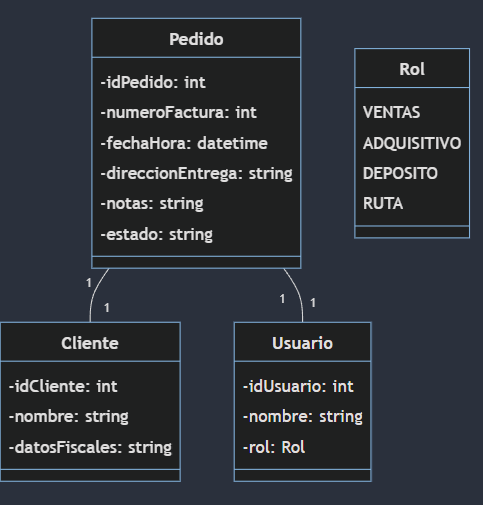 Pedido
-idPedido: int
-numeroFactura: int
-fechaHora: datetime
-direccionEntrega: string
-notas: string
-estado: string
Rol
VENTAS
ADQUISITIVO
DEPOSITO
RUTA
1
1
1
1
Cliente
-idCliente: int
-nombre: string
-datosFiscales: string
Usuario
-idUsuario: int
-nombre: string
-rol: Rol